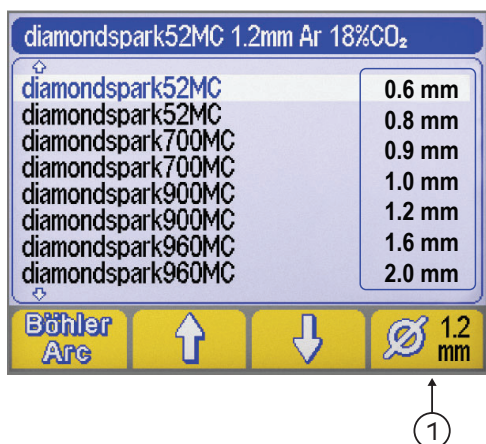 diamondspark52MC 1.2mm Ar 18%CO₂
diamondspark52MC 0.6 mm
diamondspark52MC 0.8 mm
diamondspark700MC 0.9 mm
diamondspark700MC 1.0 mm
diamondspark900MC 1.2 mm
diamondspark900MC 1.6 mm
diamondspark960MC 2.0 mm
diamondspark960MC
Böhler Arc
1.2 mm
1